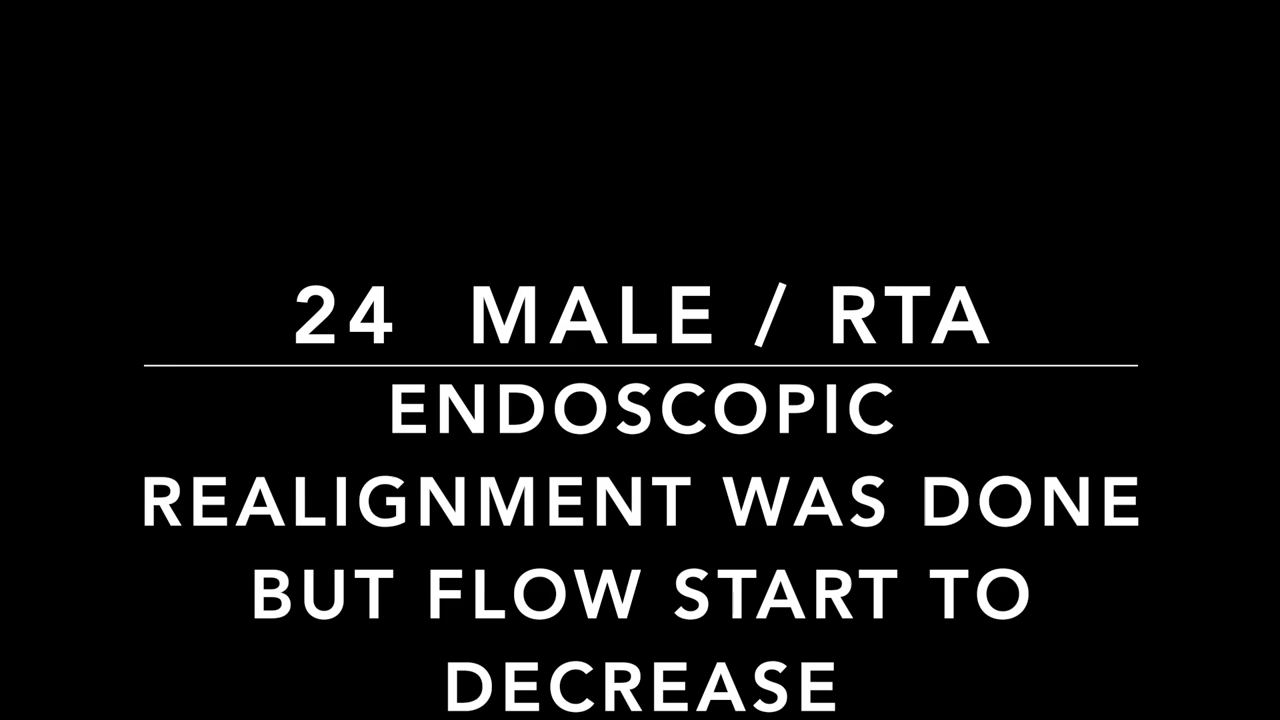 24 MALE / RTA
ENDOSCOPIC
REALIGNMENT WAS DONE
BUT FLOW START TO
DECREASE